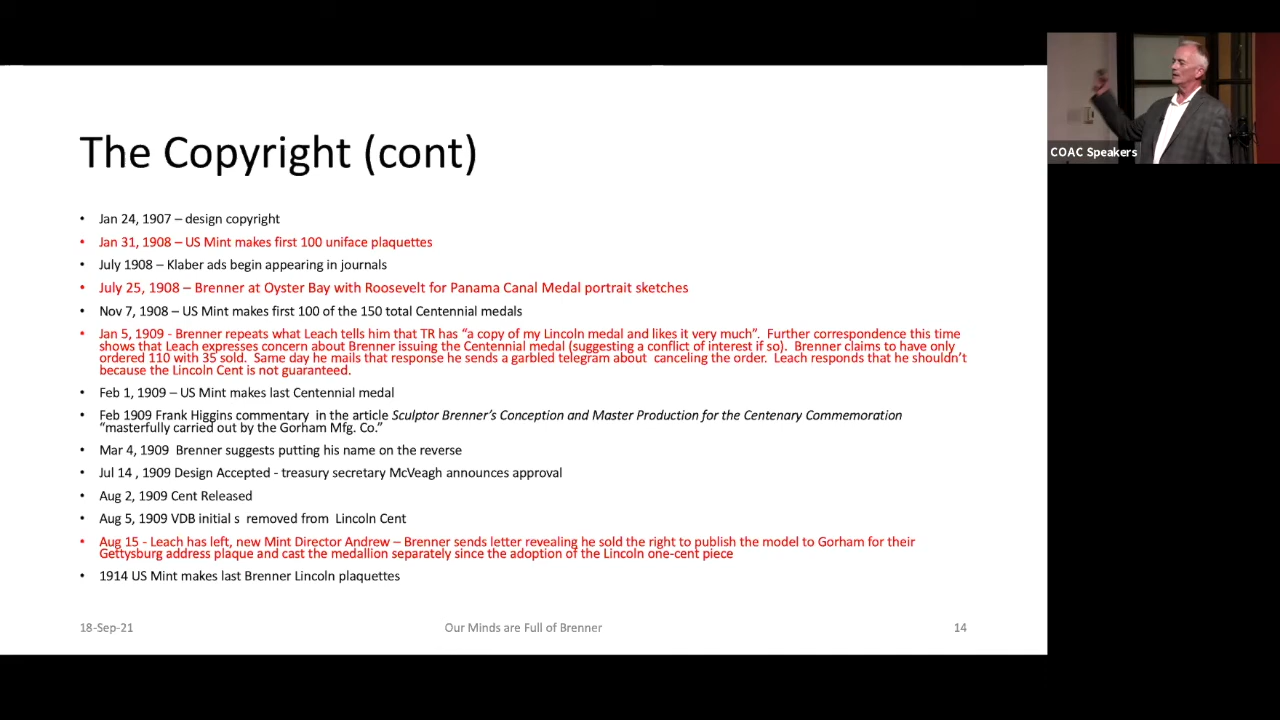 The Copyright (cont)
• Jan 24, 1907 – design copyright
• Jan 31, 1908 – US Mint makes first 100 uniface plaquettes
• July 1908 – Klaber ads begin appearing in journals
• July 25, 1908 – Brenner at Oyster Bay with Roosevelt for Panama Canal Medal portrait sketches
• Nov 7, 1908 – US Mint makes first 100 of the 150 total Centennial medals
• Jan 5, 1909 - Brenner repeats what Leach tells him that TR has “a copy of my Lincoln medal and likes it very much”. Further correspondence this time
shows that Leach expresses concern about Brenner issuing the Centennial medal (suggesting a conflict of interest if so). Brenner claims to have only
ordered 110 with 35 sold. Same day he mails that response he sends a garbled telegram about canceling the order. Leach responds that he shouldn’t
because the Lincoln Cent is not guaranteed.
• Feb 1, 1909 – US Mint makes last Centennial medal
• Feb 1909 Frank Higgins commentary in the article Sculptor Brenner’s Conception and Master Production for the Centenary Commemoration
“masterfully carried out by the Gorham Mfg. Co.”
• Mar 4, 1909 Brenner suggests putting his name on the reverse
• Jul 14 , 1909 Design Accepted - treasury secretary McVeagh announces approval
• Aug 2, 1909 Cent Released
• Aug 5, 1909 VDB initial s removed from Lincoln Cent
• Aug 15 - Leach has left, new Mint Director Andrew – Brenner sends letter revealing he sold the right to publish the model to Gorham for their
Gettysburg address plaque and cast the medallion separately since the adoption of the Lincoln one-cent piece
• 1914 US Mint makes last Brenner Lincoln plaquettes
18-Sep-21
Our Minds are Full of Brenner
14
COAC Speakers